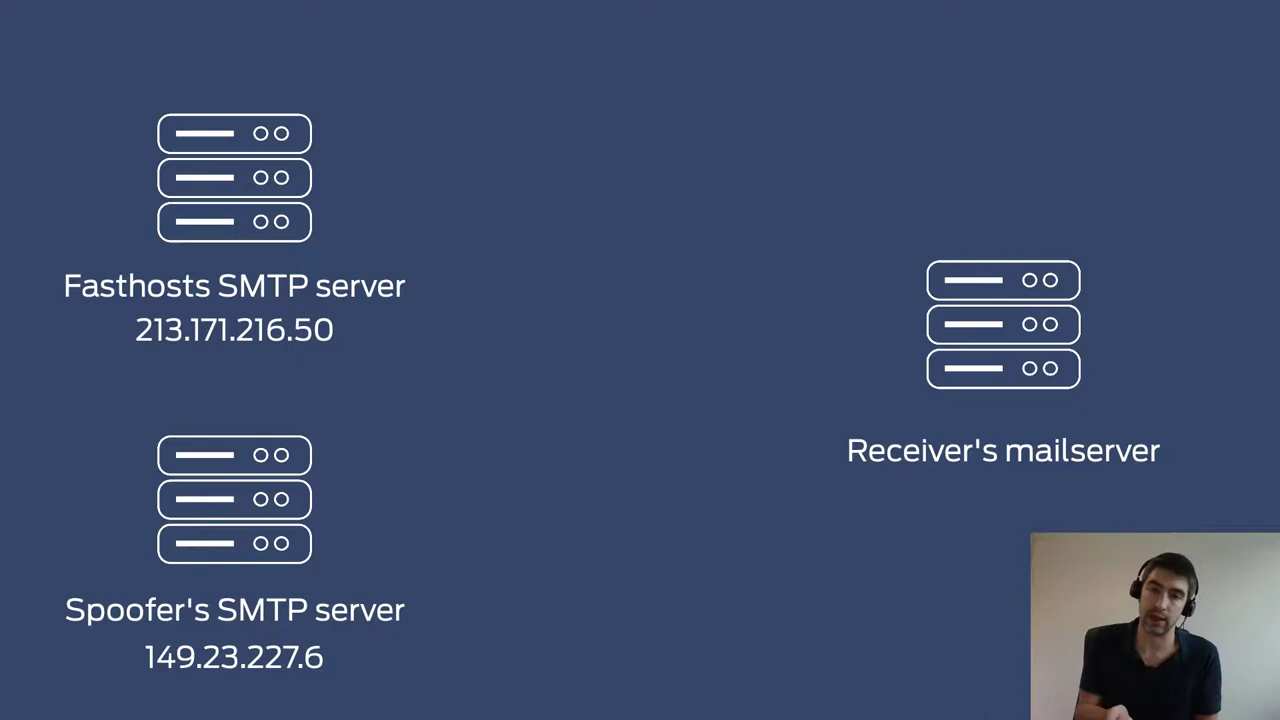 Fasthosts SMTP server
213.171.216.50
Receiver's mailserver
Spoofer's SMTP server
149.23.227.6